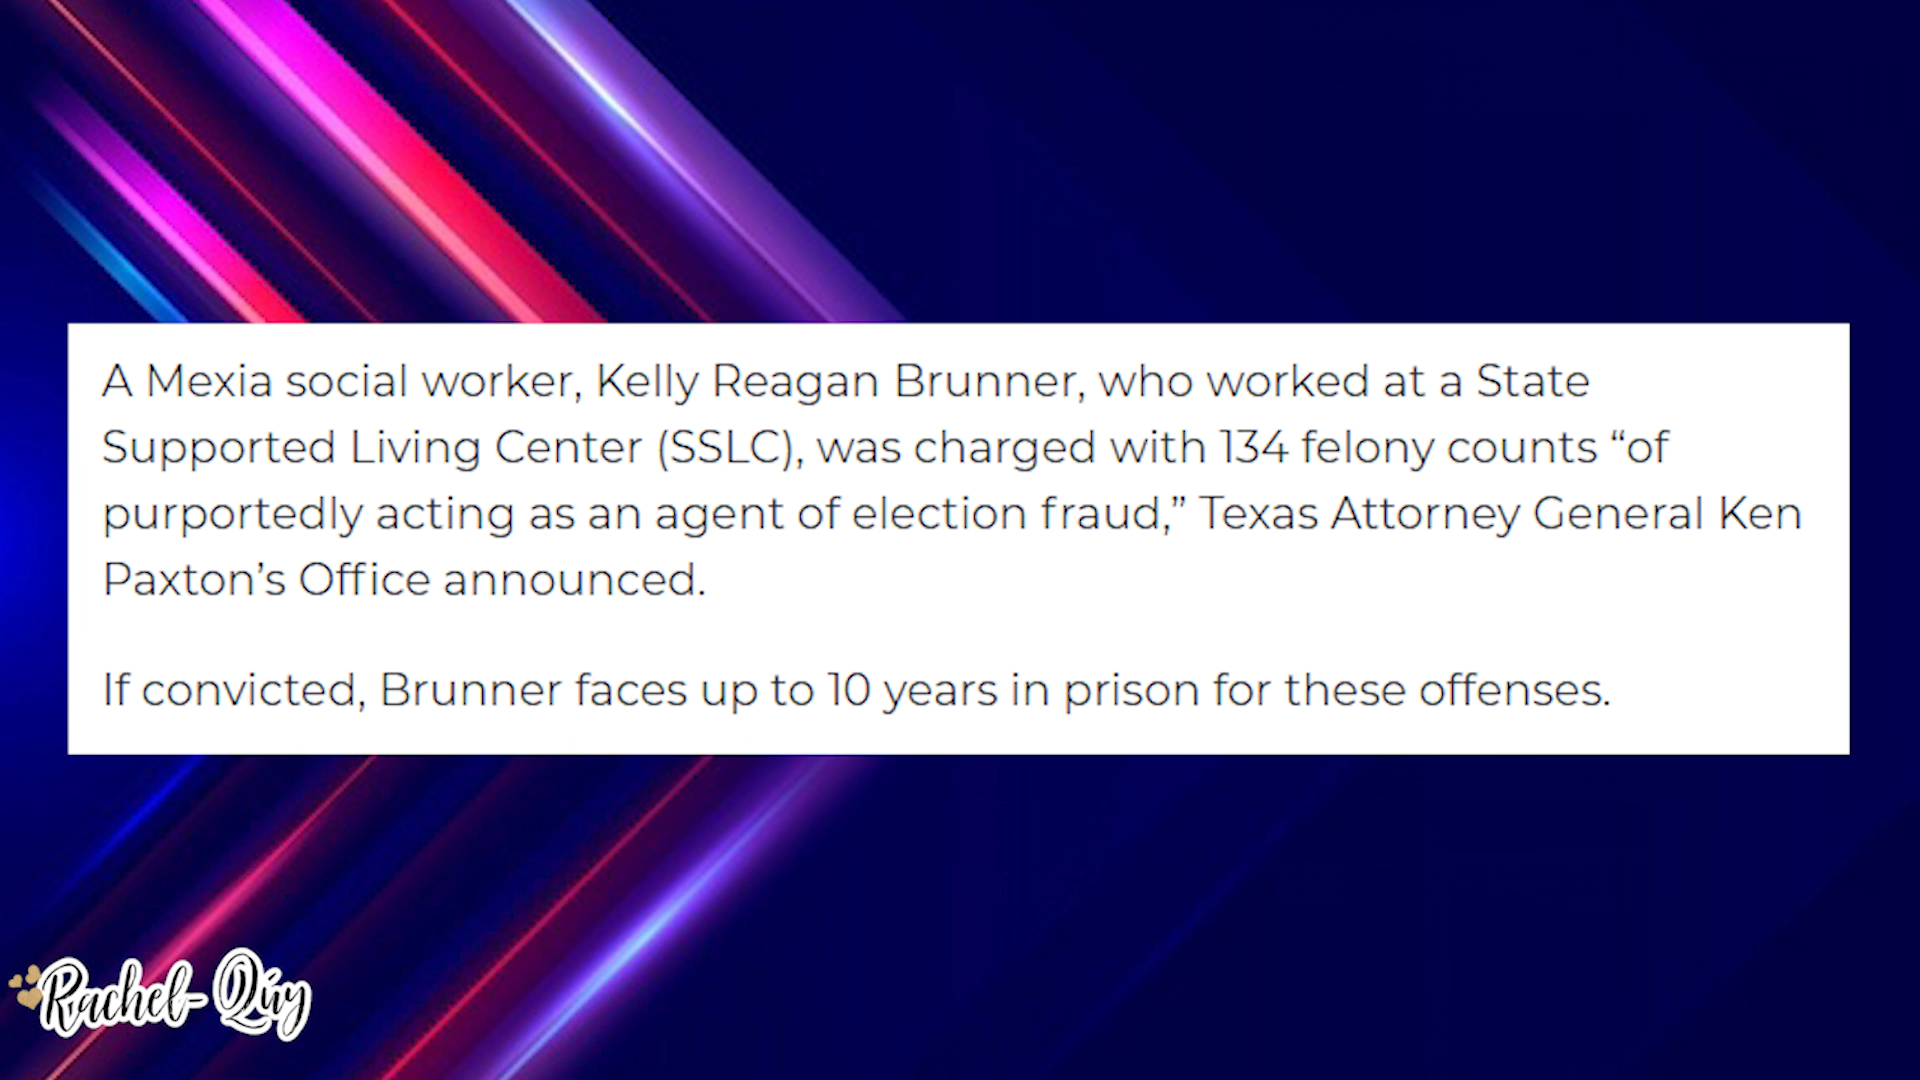 A Mexia social worker, Kelly Reagan Brunner, who worked at a State
Supported Living Center (SSLC), was charged with 134 felony counts “of
purportedly acting as an agent of election fraud,” Texas Attorney General Ken
Paxton’s Office announced.
If convicted, Brunner faces up to 10 years in prison for these offenses.
Rachel-Qúy